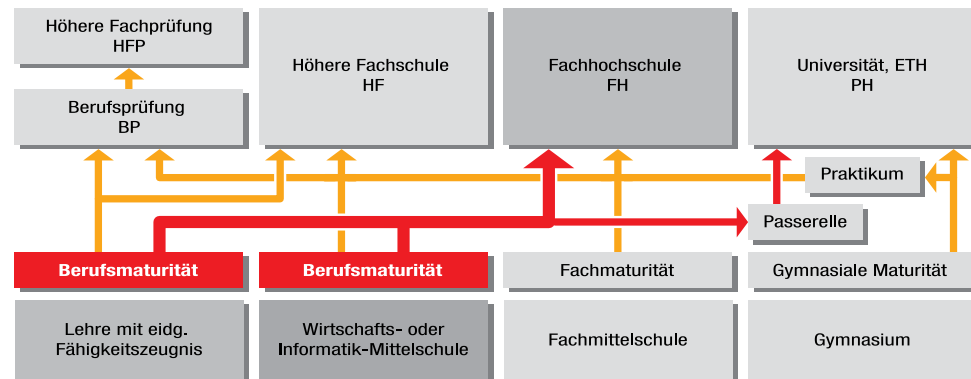 Höhere Fachprüfung
HFP
Berufsprüfung
BP
Höhere Fachschule
HF
Fachhochschule
FH
Universität, ETH
PH
Praktikum
Passerelle
Berufsmaturität
Berufsmaturität
Fachmaturität
Gymnasiale Maturität
Lehre mit eidg.
Fähigkeitszeugnis
Wirtschafts- oder
Informatik-Mittelschule
Fachmittelschule
Gymnasium